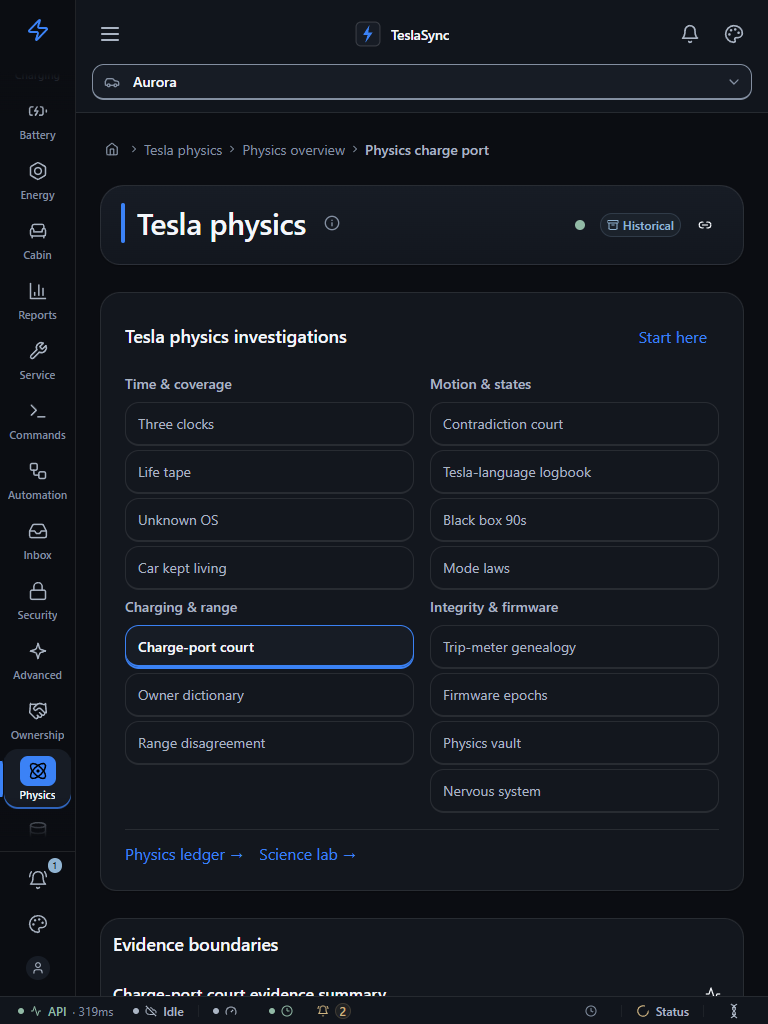 TeslaSync
Aurora
Charging
Battery
Energy
Cabin
Reports
Service
Commands
Automation
Inbox
Security
Advanced
Ownership
Physics
1
Tesla physics > Physics overview > Physics charge port
Tesla physics
Historical
Tesla physics investigations
Start here
Time & coverage
Three clocks
Life tape
Unknown OS
Car kept living
Motion & states
Contradiction court
Tesla-language logbook
Black box 90s
Mode laws
Charging & range
Charge-port court
Owner dictionary
Range disagreement
Integrity & firmware
Trip-meter genealogy
Firmware epochs
Physics vault
Nervous system
Physics ledger →
Science lab →
Evidence boundaries
Charge-port court evidence summary
API · 319ms
Idle
2
Status